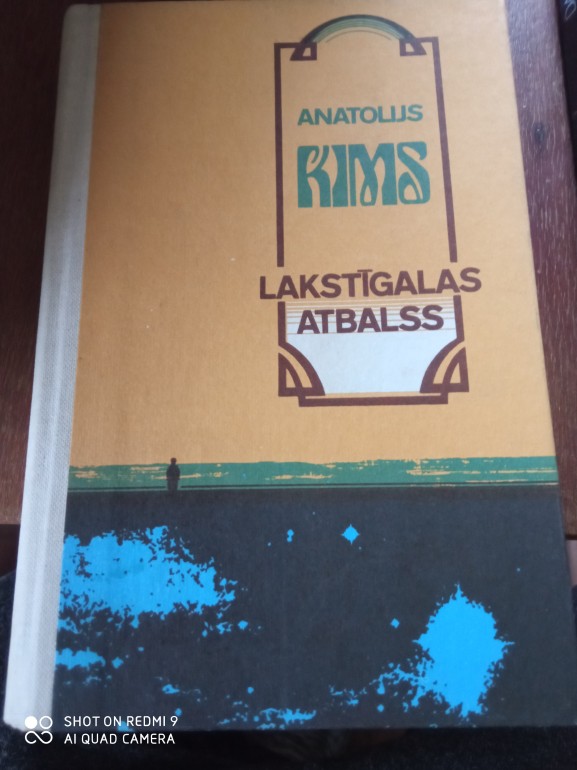 ANATOLIJS
KIMS
LAKSTĪGALAS
ATBALSS
SHOT ON REDMI 9
AI QUAD CAMERA